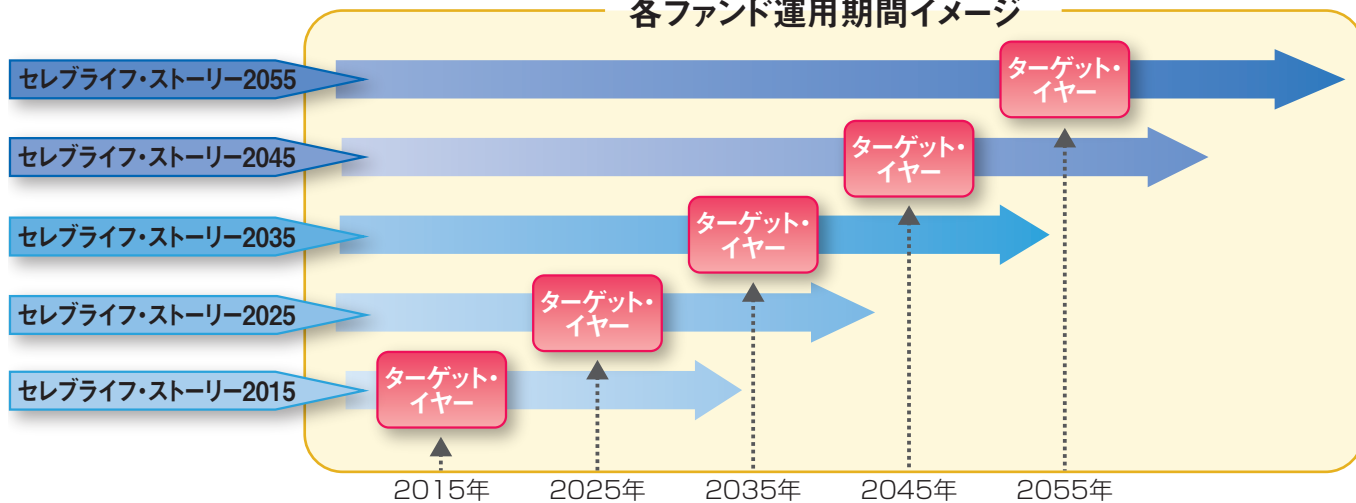 各ファンド運用期間イメージ
セレブライフ・ストーリー2055
ターゲット・
イヤー
セレブライフ・ストーリー2045
ターゲット・
イヤー
セレブライフ・ストーリー2035
ターゲット・
イヤー
セレブライフ・ストーリー2025
ターゲット・
イヤー
セレブライフ・ストーリー2015
ターゲット・
イヤー
2015年 2025年 2035年 2045年 2055年